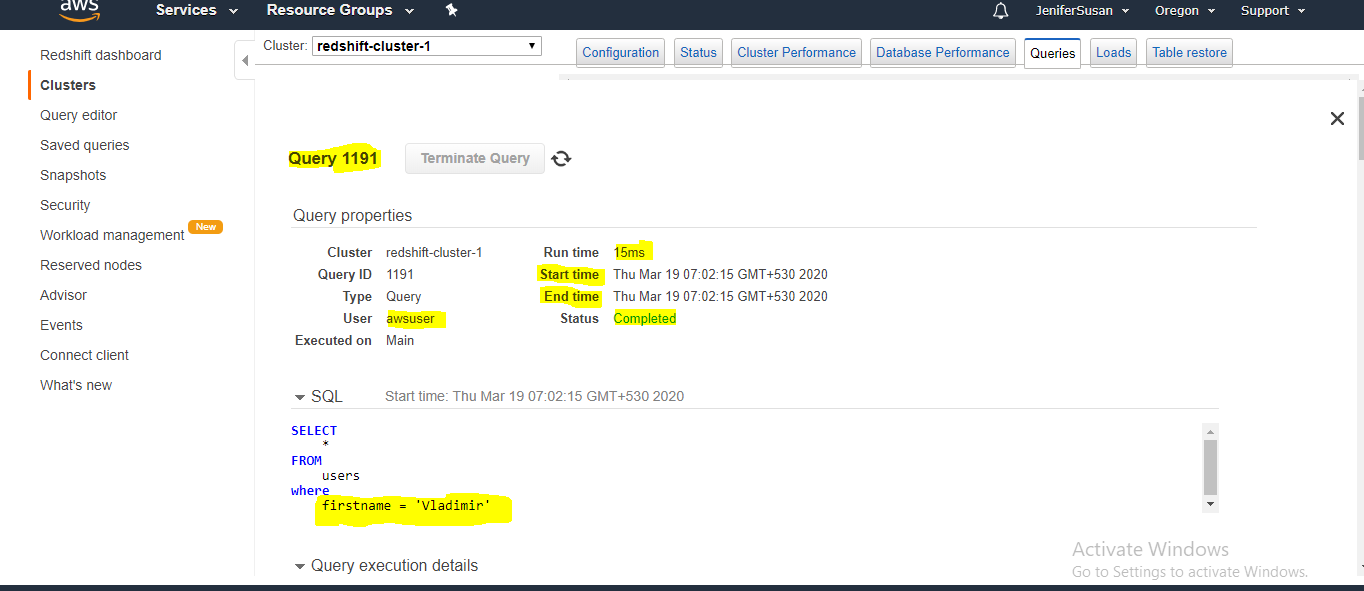 aws Services Resource Groups JeniferSusan Oregon Support
Redshift dashboard
Clusters
Query editor
Saved queries
Snapshots
Security
Workload management New
Reserved nodes
Advisor
Events
Connect client
What's new
Cluster: redshift-cluster-1 Configuration Status Cluster Performance Database Performance Queries Loads Table restore
Query 1191 Terminate Query
Query properties
Cluster redshift-cluster-1 Run time 15ms
Query ID 1191 Start time Thu Mar 19 07:02:15 GMT+530 2020
Type Query End time Thu Mar 19 07:02:15 GMT+530 2020
User awsuser Status Completed
Executed on Main
SQL Start time: Thu Mar 19 07:02:15 GMT+530 2020
SELECT
*
FROM
users
where
firstname = 'Vladimir'
Query execution details
Activate Windows
Go to Settings to activate Windows.